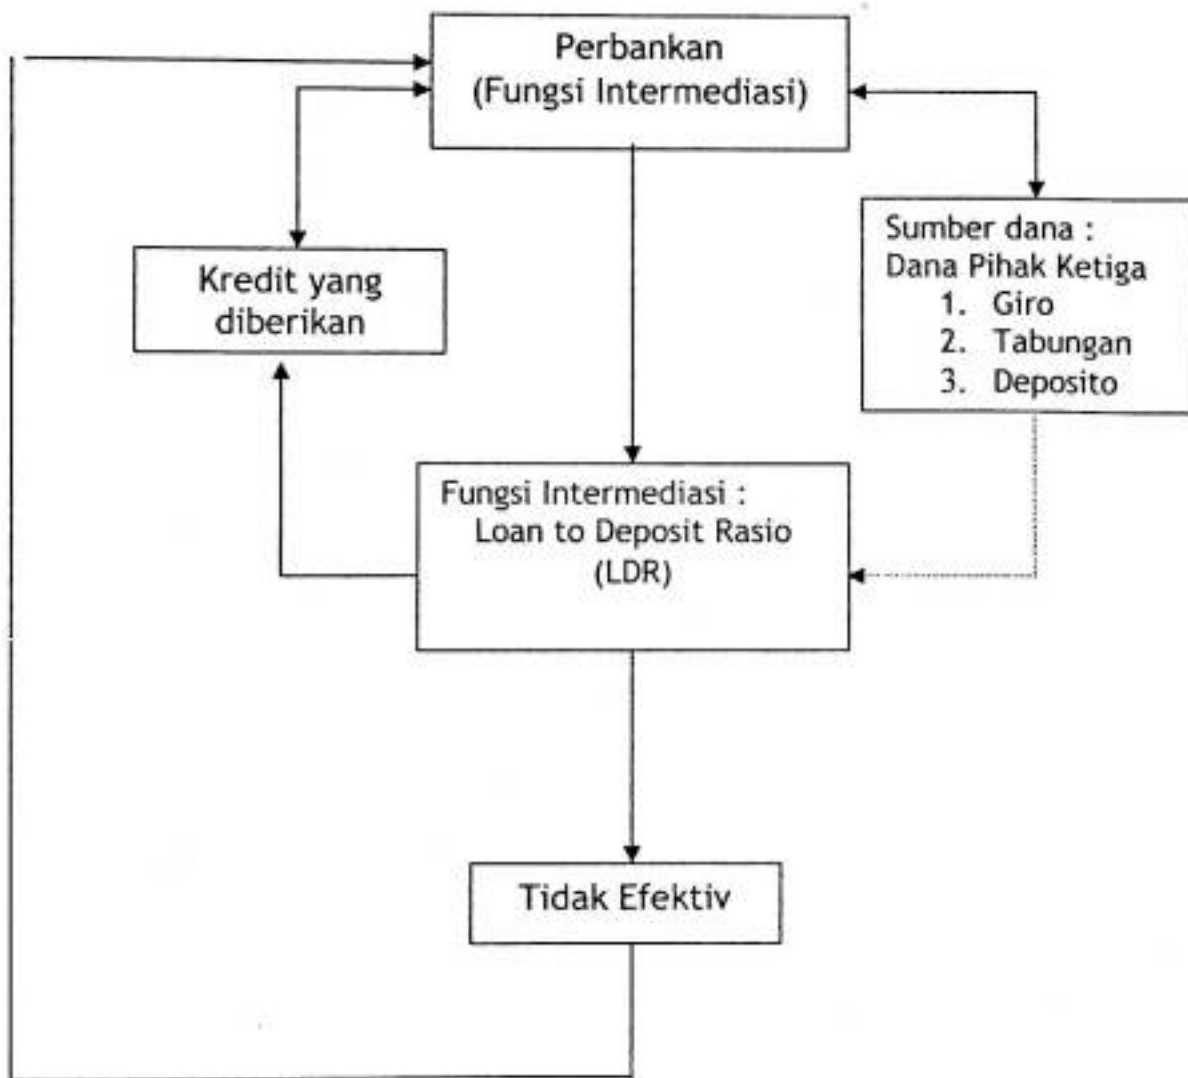 Perbankan
(Fungsi Intermediasi)
Sumber dana :
Dana Pihak Ketiga
1. Giro
2. Tabungan
3. Deposito
Kredit yang
diberikan
Fungsi Intermediasi :
Loan to Deposit Rasio
(LDR)
Tidak Efektiv